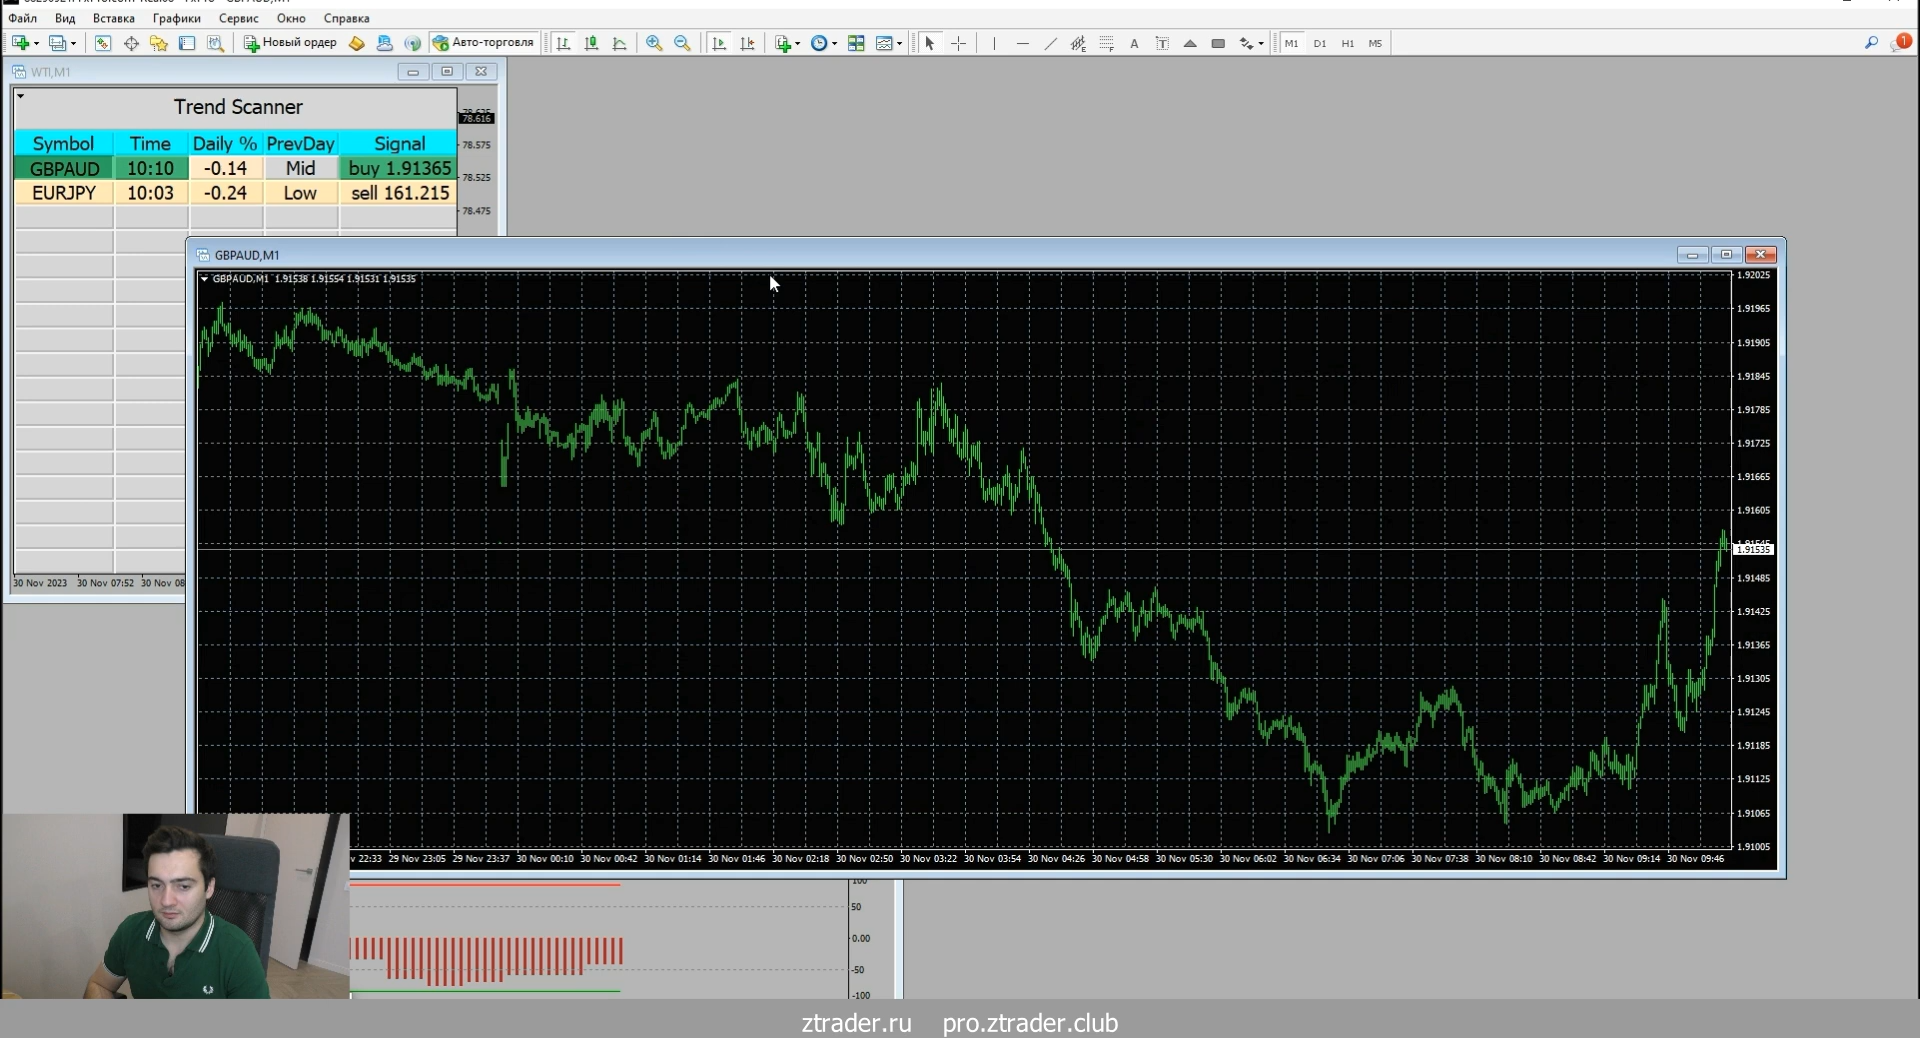 Файл Вид Вставка Графики Сервис Окно Справка
Новый ордер Авто-торговля M1 D1 H1 M5 1
WTI,M1
Trend Scanner
Symbol Time Daily % PrevDay Signal
GBPAUD 10:10 -0.14 Mid buy 1.91365
EURJPY 10:03 -0.24 Low sell 161.215
78.616
78.575
78.525
78.475
30 Nov 2023 30 Nov 07:52 30 Nov 08
GBPAUD,M1
GBPAUD,M1 1.91538 1.91554 1.91531 1.91535
1.92025
1.91965
1.91905
1.91845
1.91785
1.91725
1.91665
1.91605
1.91545
1.91535
1.91485
1.91425
1.91365
1.91305
1.91245
1.91185
1.91125
1.91065
1.91005
v 22:33 29 Nov 23:05 29 Nov 23:37 30 Nov 00:10 30 Nov 00:42 30 Nov 01:14 30 Nov 01:46 30 Nov 02:18 30 Nov 02:50 30 Nov 03:22 30 Nov 03:54 30 Nov 04:26 30 Nov 04:58 30 Nov 05:30 30 Nov 06:02 30 Nov 06:34 30 Nov 07:06 30 Nov 07:38 30 Nov 08:10 30 Nov 08:42 30 Nov 09:14 30 Nov 09:46
100
50
0.00
-50
-100
ztrader.ru pro.ztrader.club